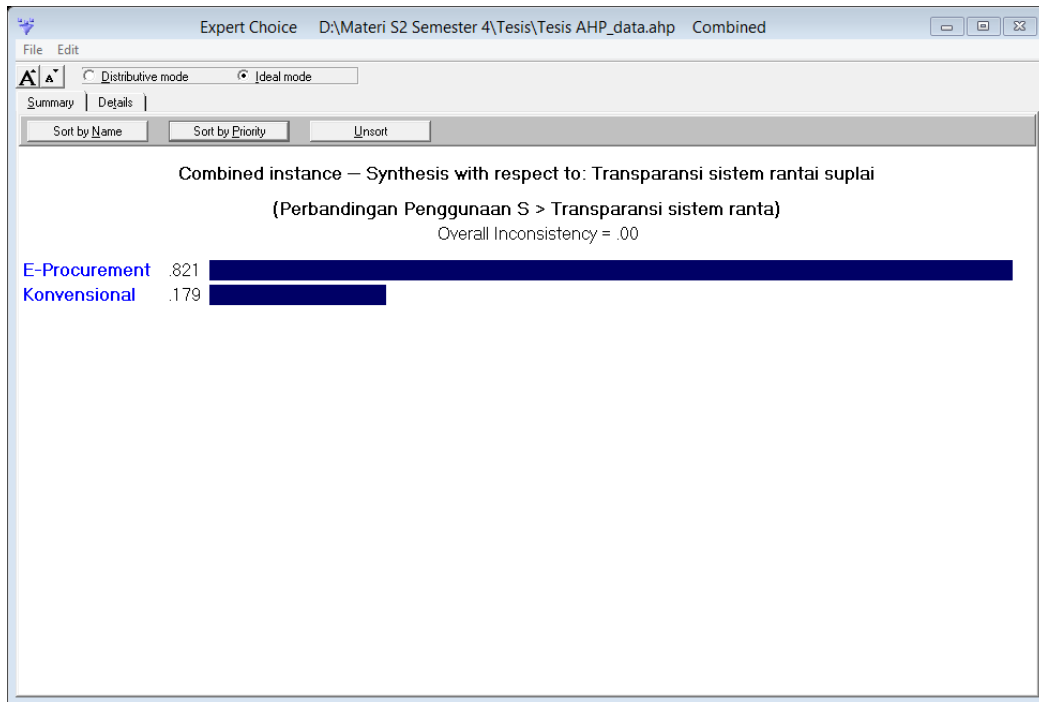 Expert Choice D:\Materi S2 Semester 4\Tesis\Tesis AHP_data.ahp Combined
File Edit
A A Distributive mode Ideal mode
Summary Details
Sort by Name Sort by Priority Unsort
Combined instance – Synthesis with respect to: Transparansi sistem rantai suplai
(Perbandingan Penggunaan S > Transparansi sistem ranta)
Overall Inconsistency = .00
E-Procurement .821
Konvensional .179